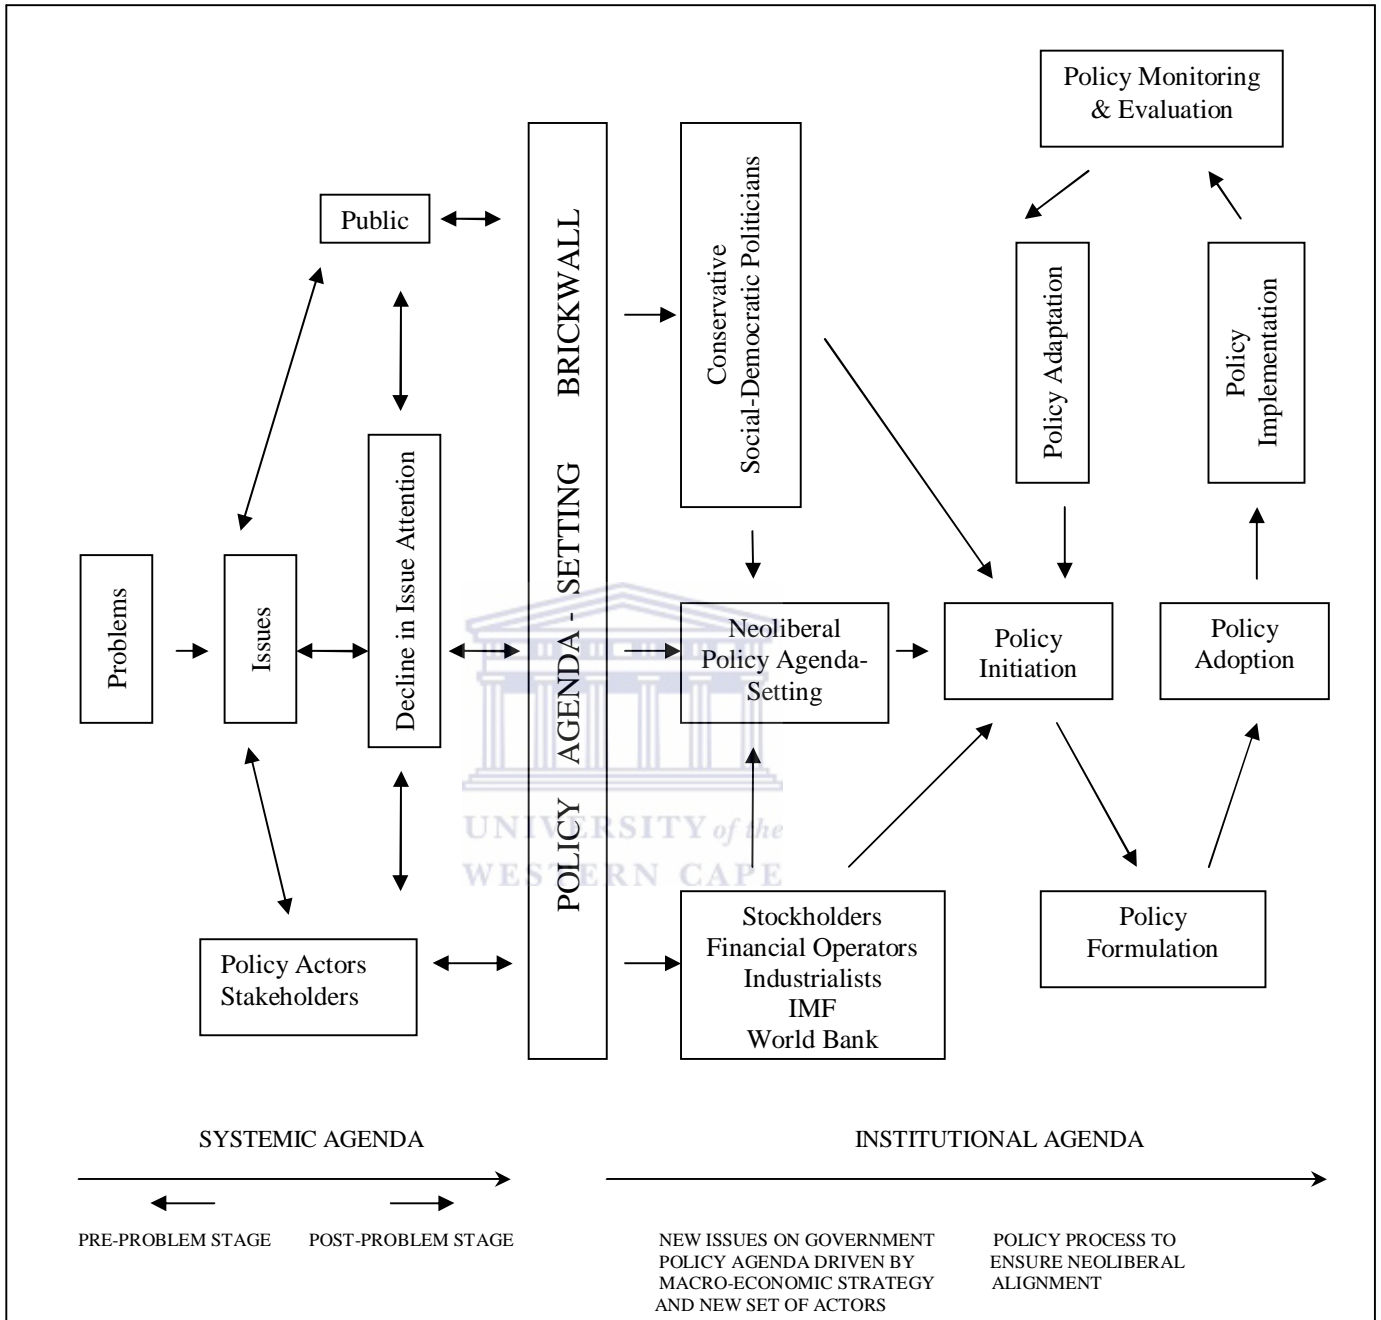 Policy Monitoring
& Evaluation
Public
POLICY AGENDA - SETTING BRICKWALL
Conservative
Social-Democratic Politicians
Policy Adaptation
Policy
Implementation
Problems
Issues
Decline in Issue Attention
Neoliberal
Policy Agenda-
Setting
Policy
Initiation
Policy
Adoption
UNIVERSITY of the
WESTERN CAPE
Policy Actors
Stakeholders
Stockholders
Financial Operators
Industrialists
IMF
World Bank
Policy
Formulation
SYSTEMIC AGENDA
INSTITUTIONAL AGENDA
PRE-PROBLEM STAGE
POST-PROBLEM STAGE
NEW ISSUES ON GOVERNMENT
POLICY AGENDA DRIVEN BY
MACRO-ECONOMIC STRATEGY
AND NEW SET OF ACTORS
POLICY PROCESS TO
ENSURE NEOLIBERAL
ALIGNMENT